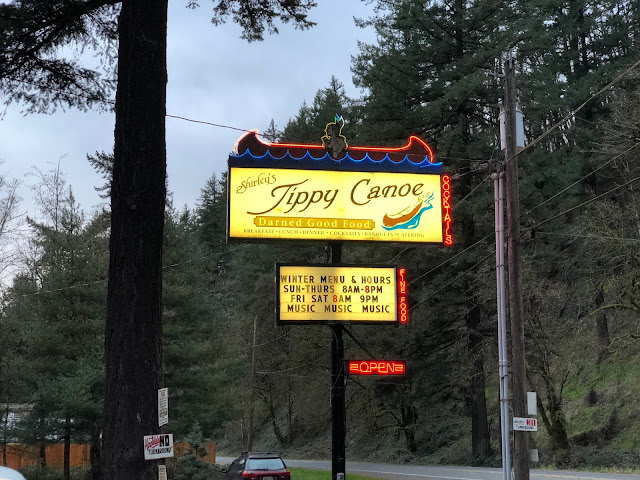 Shirley's
Tippy Canoe
Darned Good Food
BREAKFAST • LUNCH • DINNER • COCKTAILS • BANQUETS • CATERING
COCKTAILS
WINTER MENU & HOURS
SUN-THURS 8AM-8PM
FRI SAT 8AM 9PM
MUSIC MUSIC MUSIC
FINE FOOD
OPEN
NO